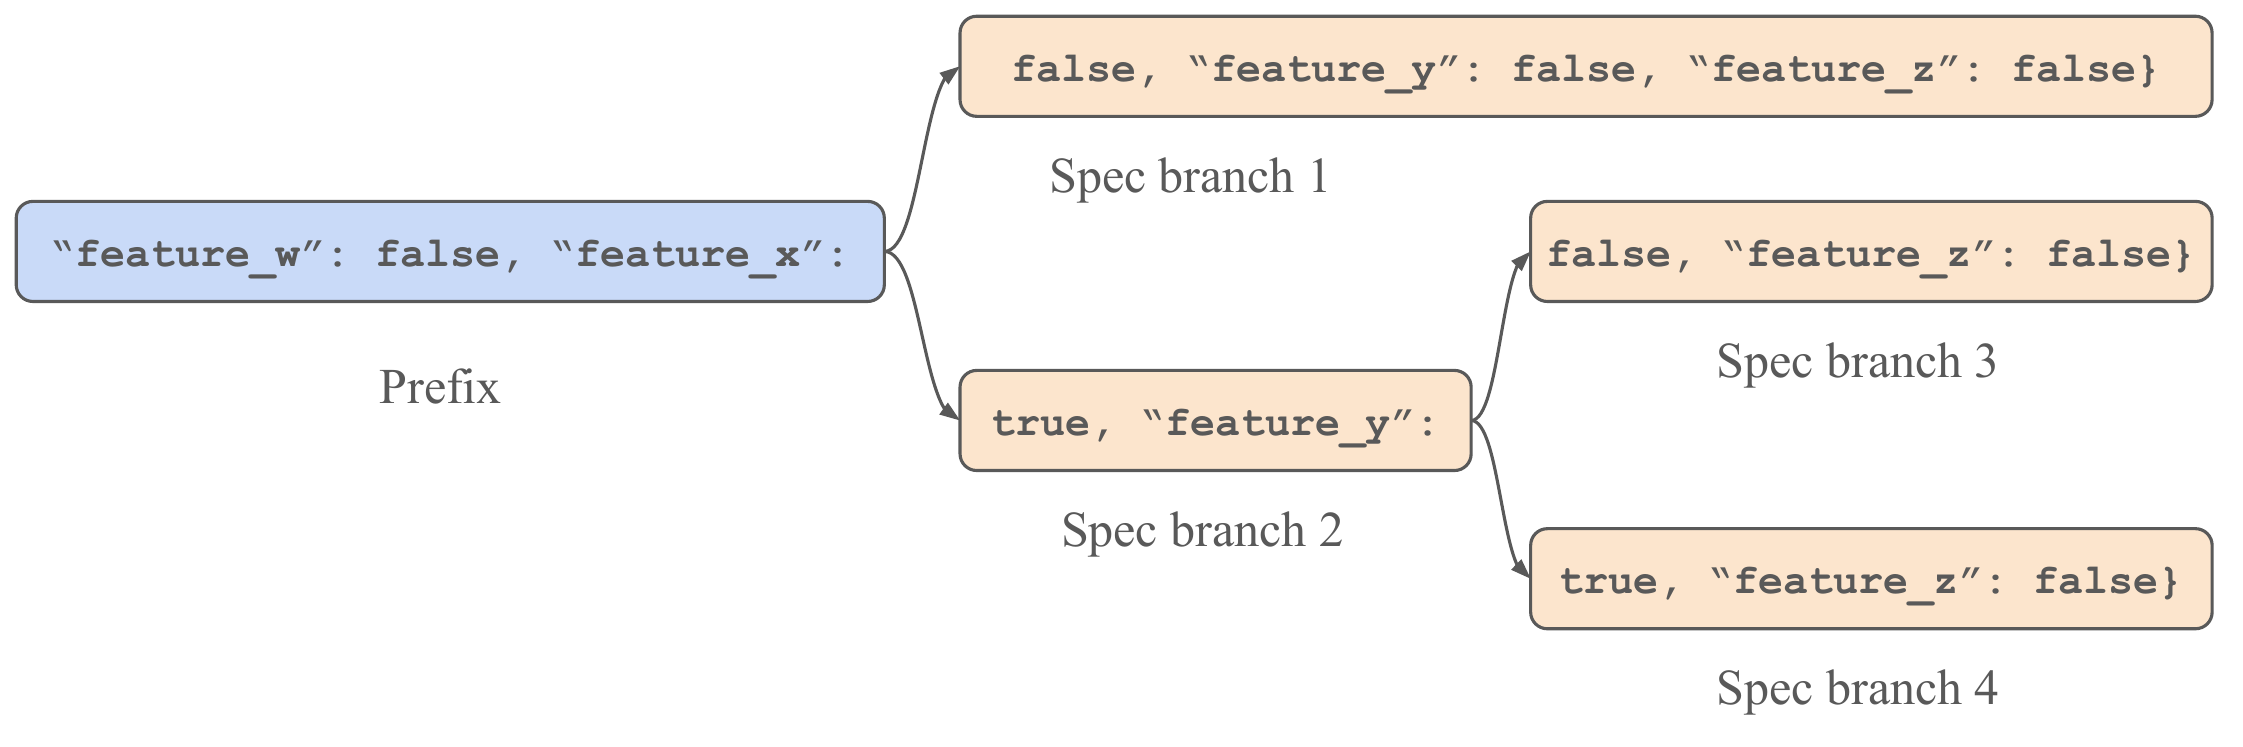 false, “feature_y”: false, “feature_z”: false}
Spec branch 1
“feature_w”: false, “feature_x”:
Prefix
false, “feature_z”: false}
Spec branch 3
true, “feature_y”:
Spec branch 2
true, “feature_z”: false}
Spec branch 4